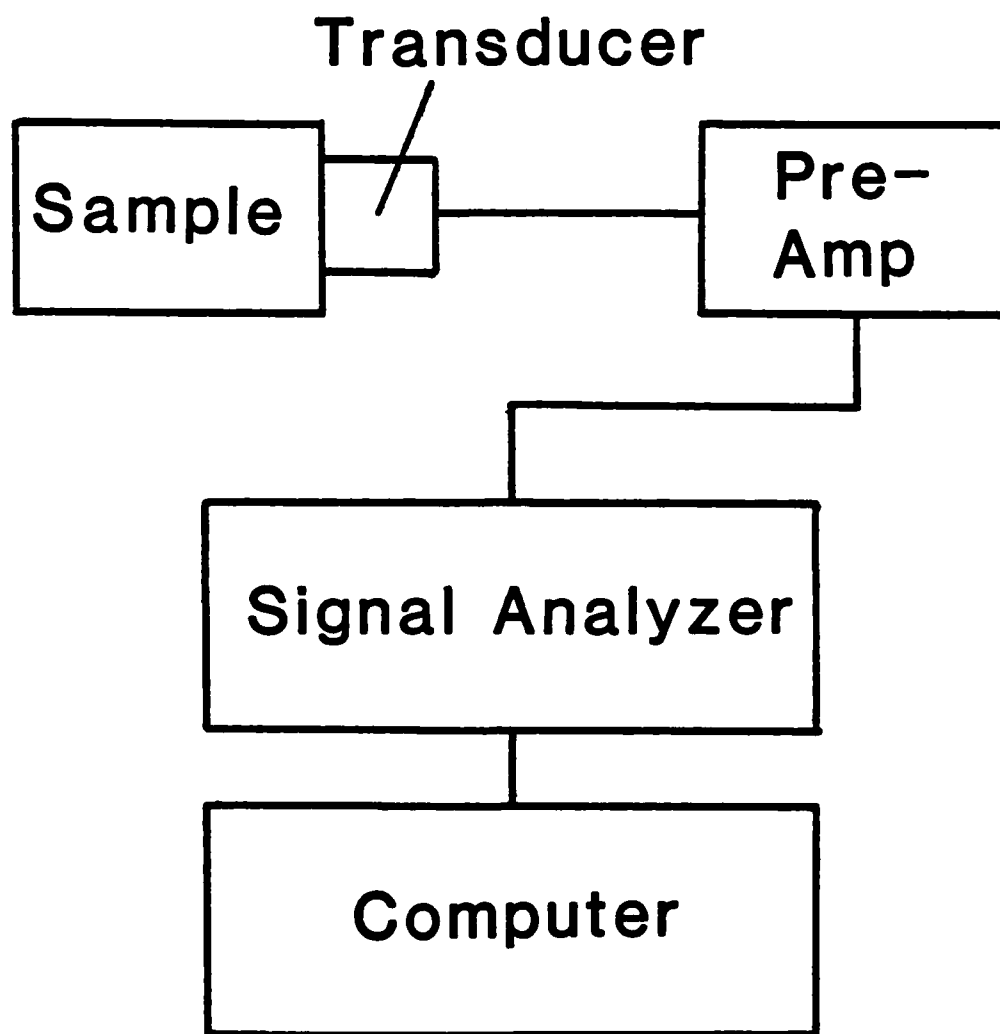 Transducer
Sample
Pre-
Amp
Signal Analyzer
Computer